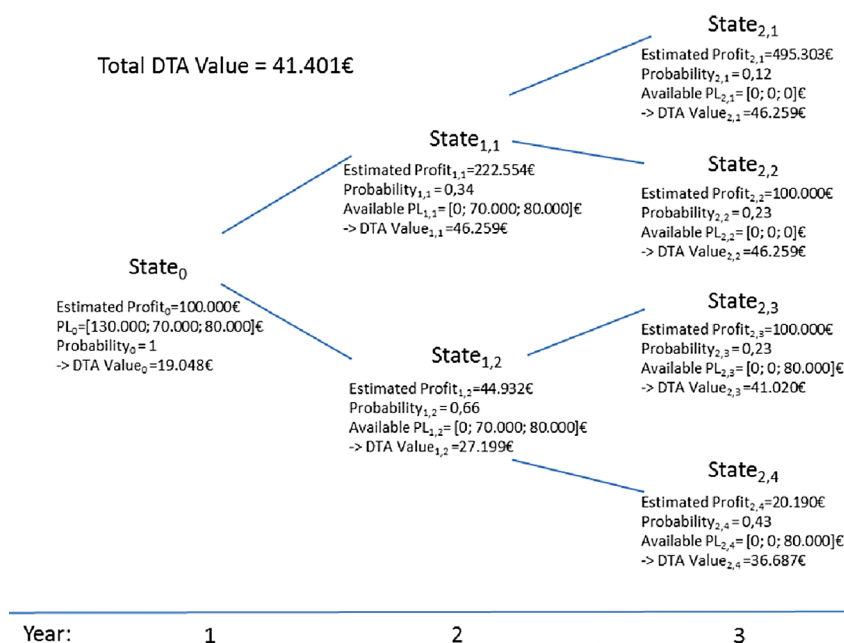 Total DTA Value = 41.401€
State2,1
Estimated Profit2,1=495.303€
Probability2,1=0,12
Available PL2,1=[0; 0; 0]€
-> DTA Value2,1=46.259€
State1,1
Estimated Profit1,1=222.554€
Probability1,1=0,34
Available PL1,1=[0; 70.000; 80.000]€
-> DTA Value1,1=46.259€
State2,2
Estimated Profit2,2=100.000€
Probability2,2=0,23
Available PL2,2=[0; 0; 0]€
-> DTA Value2,2=46.259€
State0
Estimated Profit0=100.000€
PL0=[130.000; 70.000; 80.000]€
Probability0=1
-> DTA Value0=19.048€
State2,3
Estimated Profit2,3=100.000€
Probability2,3=0,23
Available PL2,3=[0; 0; 80.000]€
-> DTA Value2,3=41.020€
State1,2
Estimated Profit1,2=44.932€
Probability1,2=0,66
Available PL1,2=[0; 70.000; 80.000]€
-> DTA Value1,2=27.199€
State2,4
Estimated Profit2,4=20.190€
Probability2,4=0,43
Available PL2,4=[0; 0; 80.000]€
-> DTA Value2,4=36.687€
Year: 1 2 3